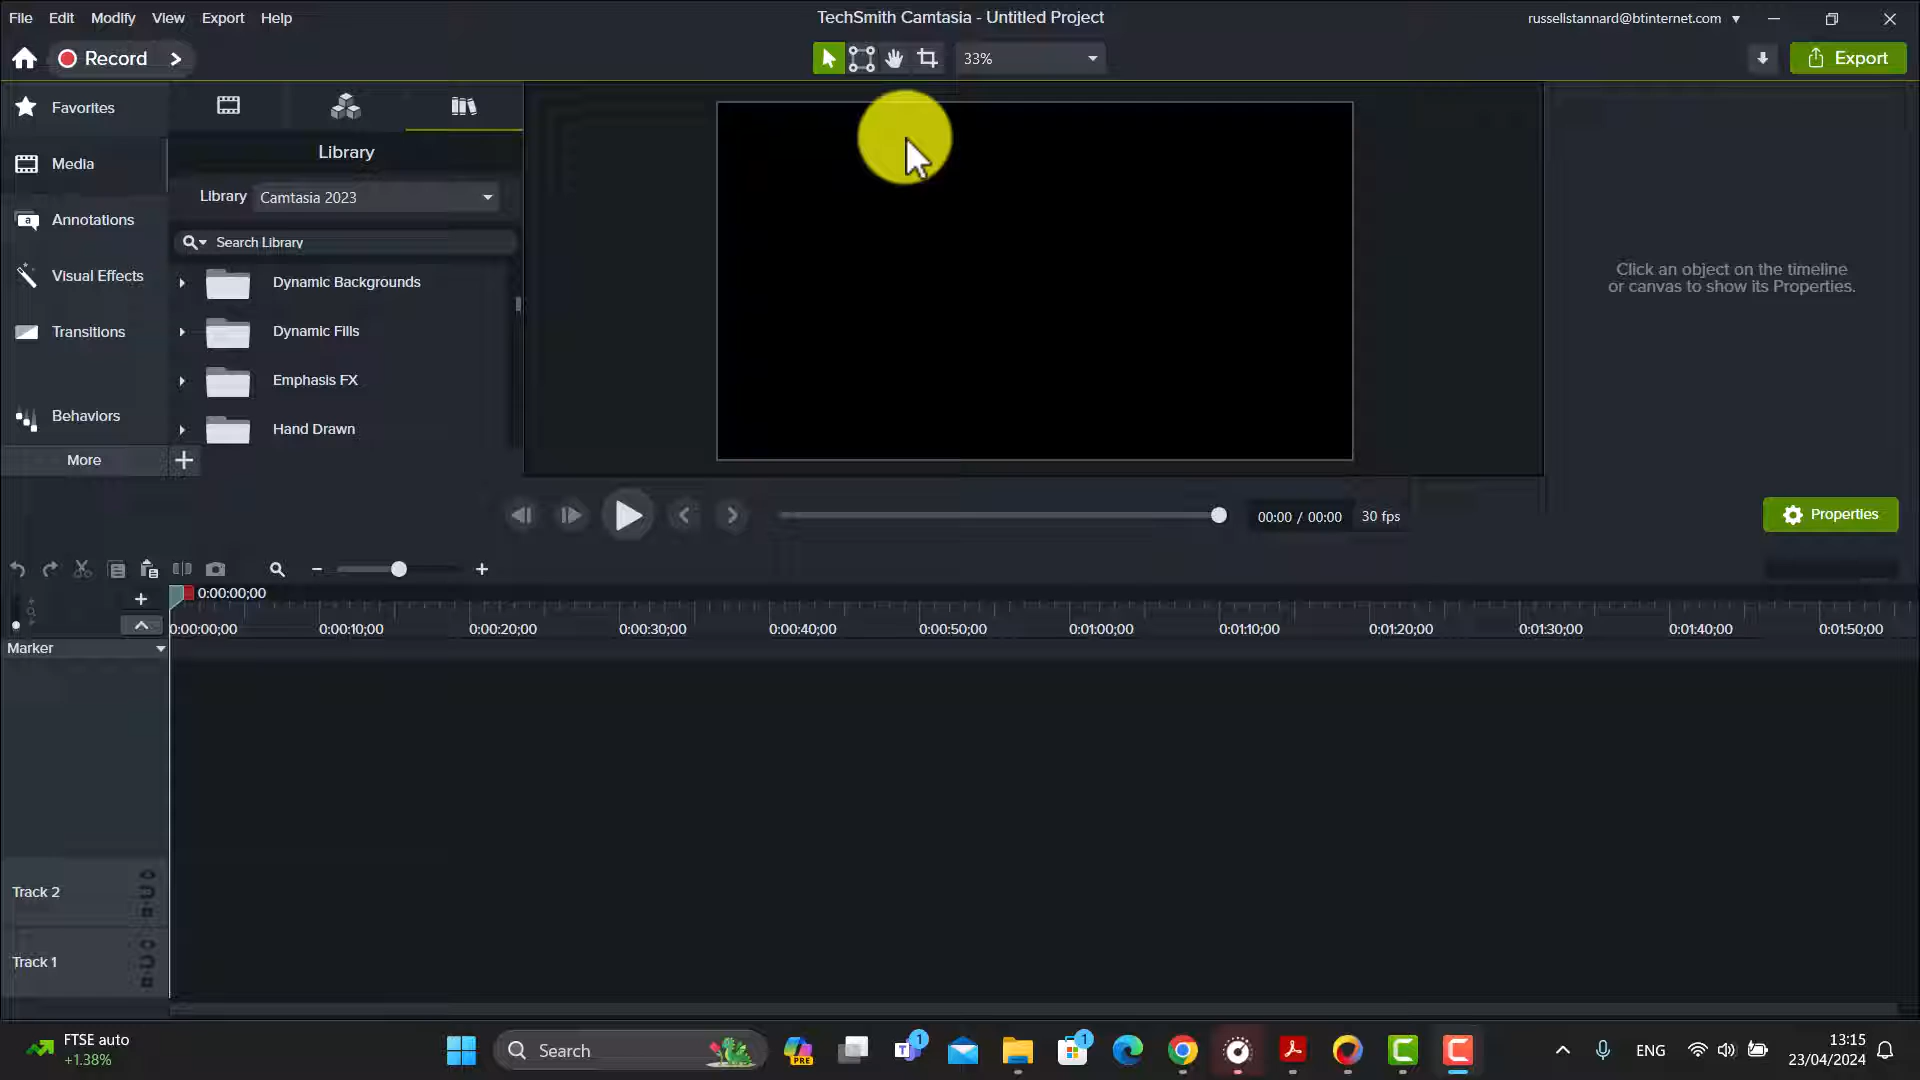 File Edit Modify View Export Help
TechSmith Camtasia - Untitled Project
russellstannard@btinternet.com
Record
33%
Export
Favorites
Media
Annotations
Visual Effects
Transitions
Behaviors
More
Library
Library Camtasia 2023
Search Library
Dynamic Backgrounds
Dynamic Fills
Emphasis FX
Hand Drawn
Click an object on the timeline
or canvas to show its Properties.
00:00 / 00:00 30 fps
Properties
0:00:00;00
0:00:00;00 0:00:10;00 0:00:20;00 0:00:30;00 0:00:40;00 0:00:50;00 0:01:00;00 0:01:10;00 0:01:20;00 0:01:30;00 0:01:40;00 0:01:50;00
Marker
Track 2
Track 1
FTSE auto
+1.38%
Search
PRE
1
1
ENG
13:15
23/04/2024